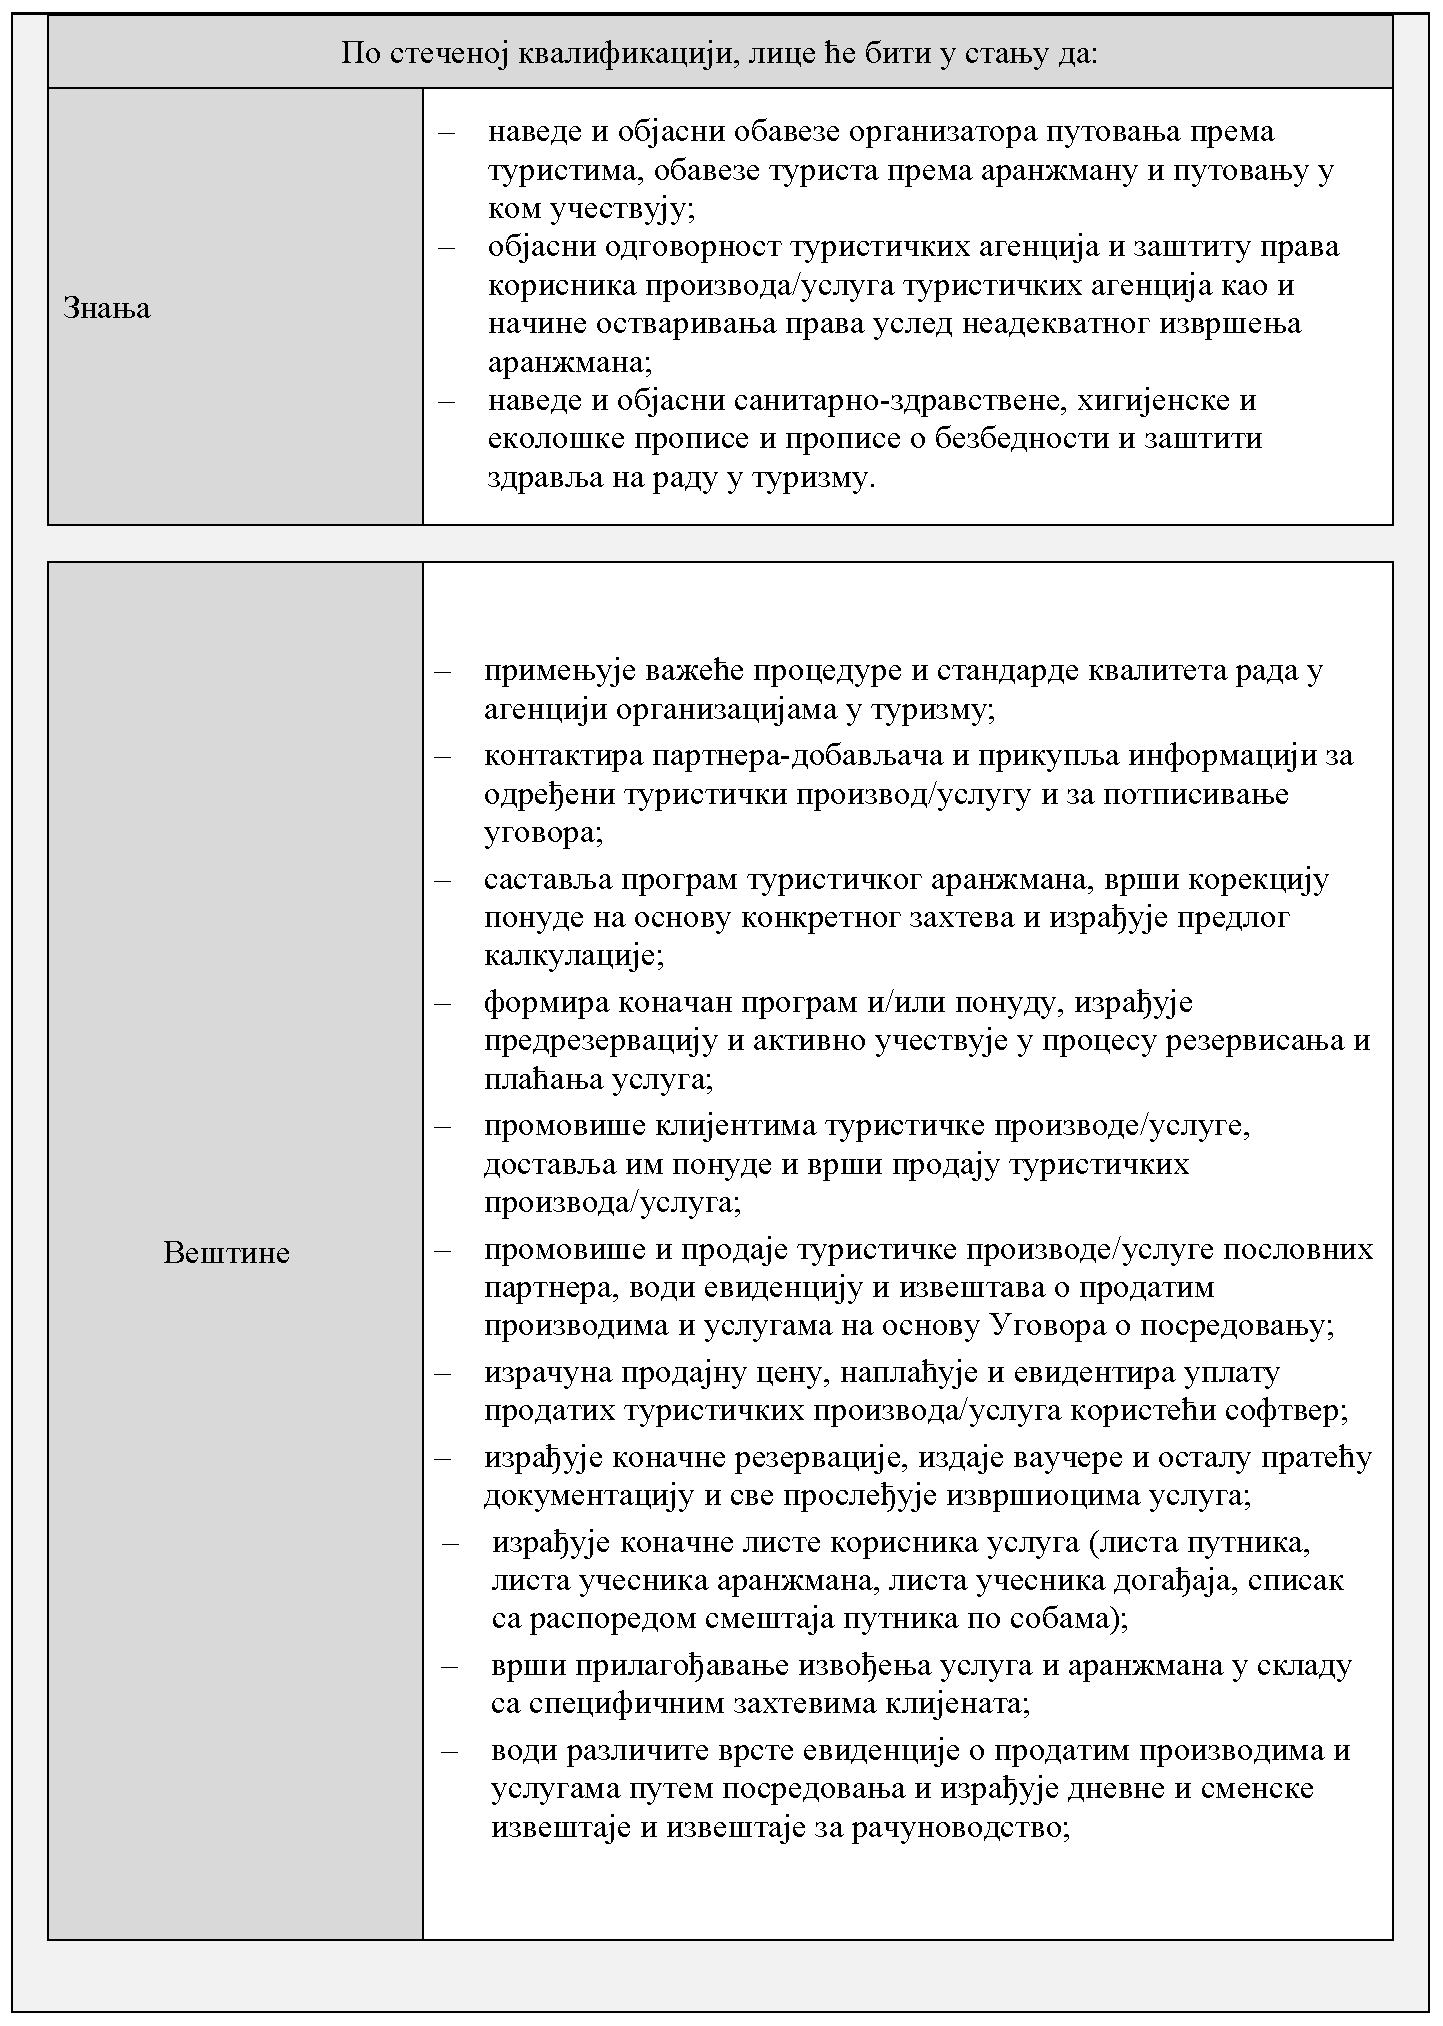 По стеченој квалификацији, лице ће бити у стању да:
Знања
– наведе и објасни обавезе организатора путовања према
туристима, обавезе туриста према аранжману и путовању у
ком учествују;
– објасни одговорност туристичких агенција и заштиту права
корисника производа/услуга туристичких агенција као и
начине остваривања права услед неадекватног извршења
аранжмана;
– наведе и објасни санитарно-здравствене, хигијенске и
еколошке прописе и прописе о безбедности и заштити
здравља на раду у туризму.
Вештине
– примењује важеће процедуре и стандарде квалитета рада у
агенцији организацијама у туризму;
– контактира партнера-добављача и прикупља информацији за
одређени туристички производ/услугу и за потписивање
уговора;
– саставља програм туристичког аранжмана, врши корекцију
понуде на основу конкретног захтева и израђује предлог
калкулације;
– формира коначан програм и/или понуду, израђује
предрезервацију и активно учествује у процесу резервисања и
плаћања услуга;
– промовише клијентима туристичке производе/услуге,
доставља им понуде и врши продају туристичких
производа/услуга;
– промовише и продаје туристичке производе/услуге пословних
партнера, води евиденцију и извештава о продатим
производима и услугама на основу Уговора о посредовању;
– израчуна продајну цену, наплаћује и евидентира уплату
продатих туристичких производа/услуга користећи софтвер;
– израђује коначне резервације, издаје ваучере и осталу пратећу
документацију и све прослеђује извршиоцима услуга;
– израђује коначне листе корисника услуга (листа путника,
листа учесника аранжмана, листа учесника догађаја, списак
са распоредом смештаја путника по собама);
– врши прилагођавање извођења услуга и аранжмана у складу
са специфичним захтевима клијената;
– води различите врсте евиденције о продатим производима и
услугама путем посредовања и израђује дневне и сменске
извештаје и извештаје за рачуноводство;